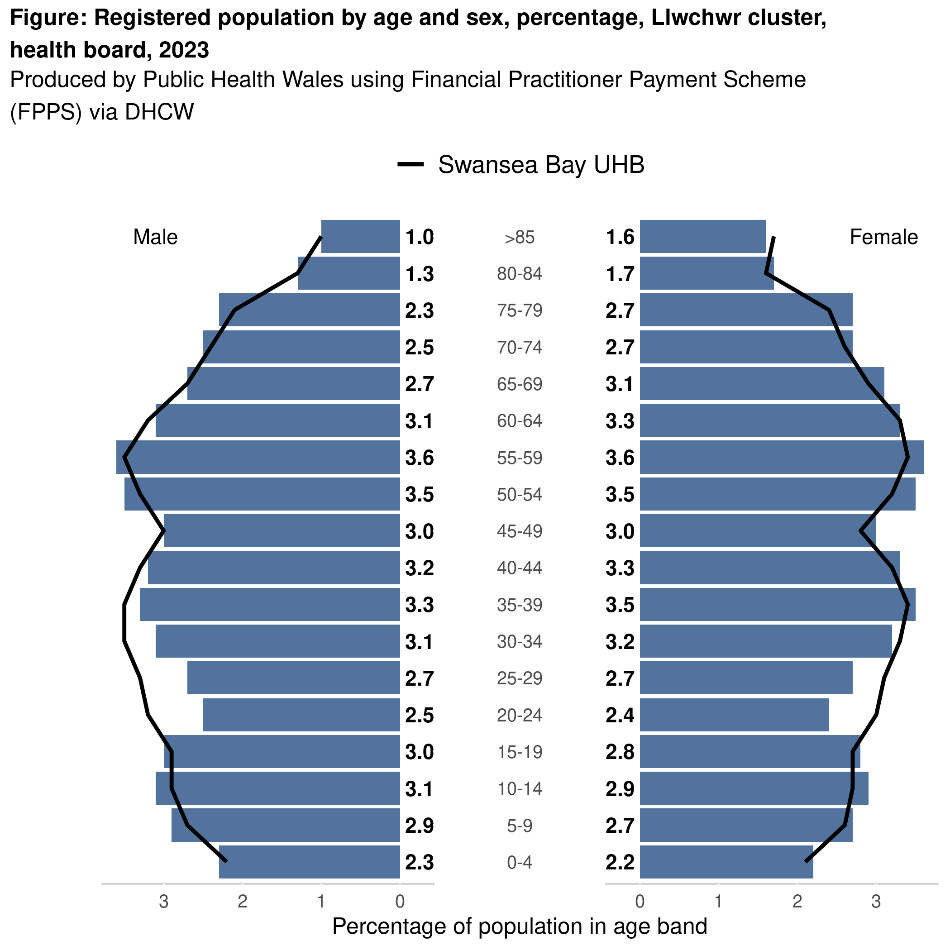 Figure: Registered population by age and sex, percentage, Llwchwr cluster,
health board, 2023
Produced by Public Health Wales using Financial Practitioner Payment Scheme
(FPPS) via DHCW
Swansea Bay UHB
Male 1.0 >85 1.6 Female
1.3 80-84 1.7
2.3 75-79 2.7
2.5 70-74 2.7
2.7 65-69 3.1
3.1 60-64 3.3
3.6 55-59 3.6
3.5 50-54 3.5
3.0 45-49 3.0
3.2 40-44 3.3
3.3 35-39 3.5
3.1 30-34 3.2
2.7 25-29 2.7
2.5 20-24 2.4
3.0 15-19 2.8
3.1 10-14 2.9
2.9 5-9 2.7
2.3 0-4 2.2
3 2 1 0 0 1 2 3
Percentage of population in age band